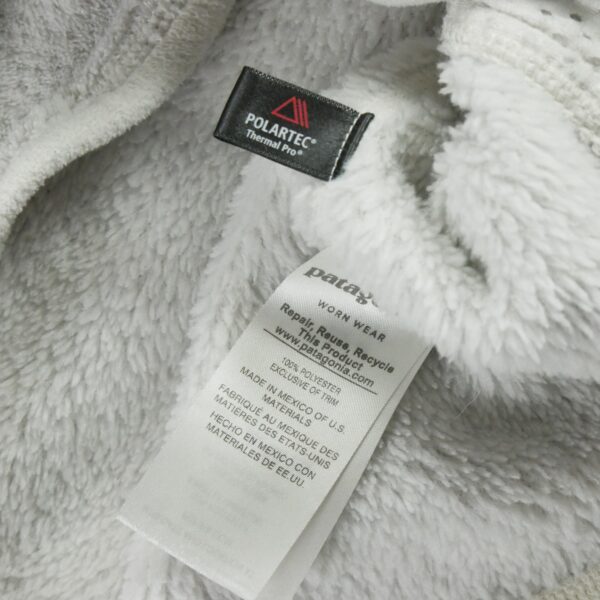 POLARTEC®
Thermal Pro®
patag
WORN WEAR
Repair, Reuse, Recycle
This Product
www.patagonia.com
100% POLYESTER
EXCLUSIVE OF TRIM
MADE IN MEXICO OF U.S.
MATERIALS
FABRIQUÉ AU MEXIQUE DES
MATIÈRES DES ETATS-UNIS
HECHO EN MEXICO CON
MATERIALES DE EE.UU.